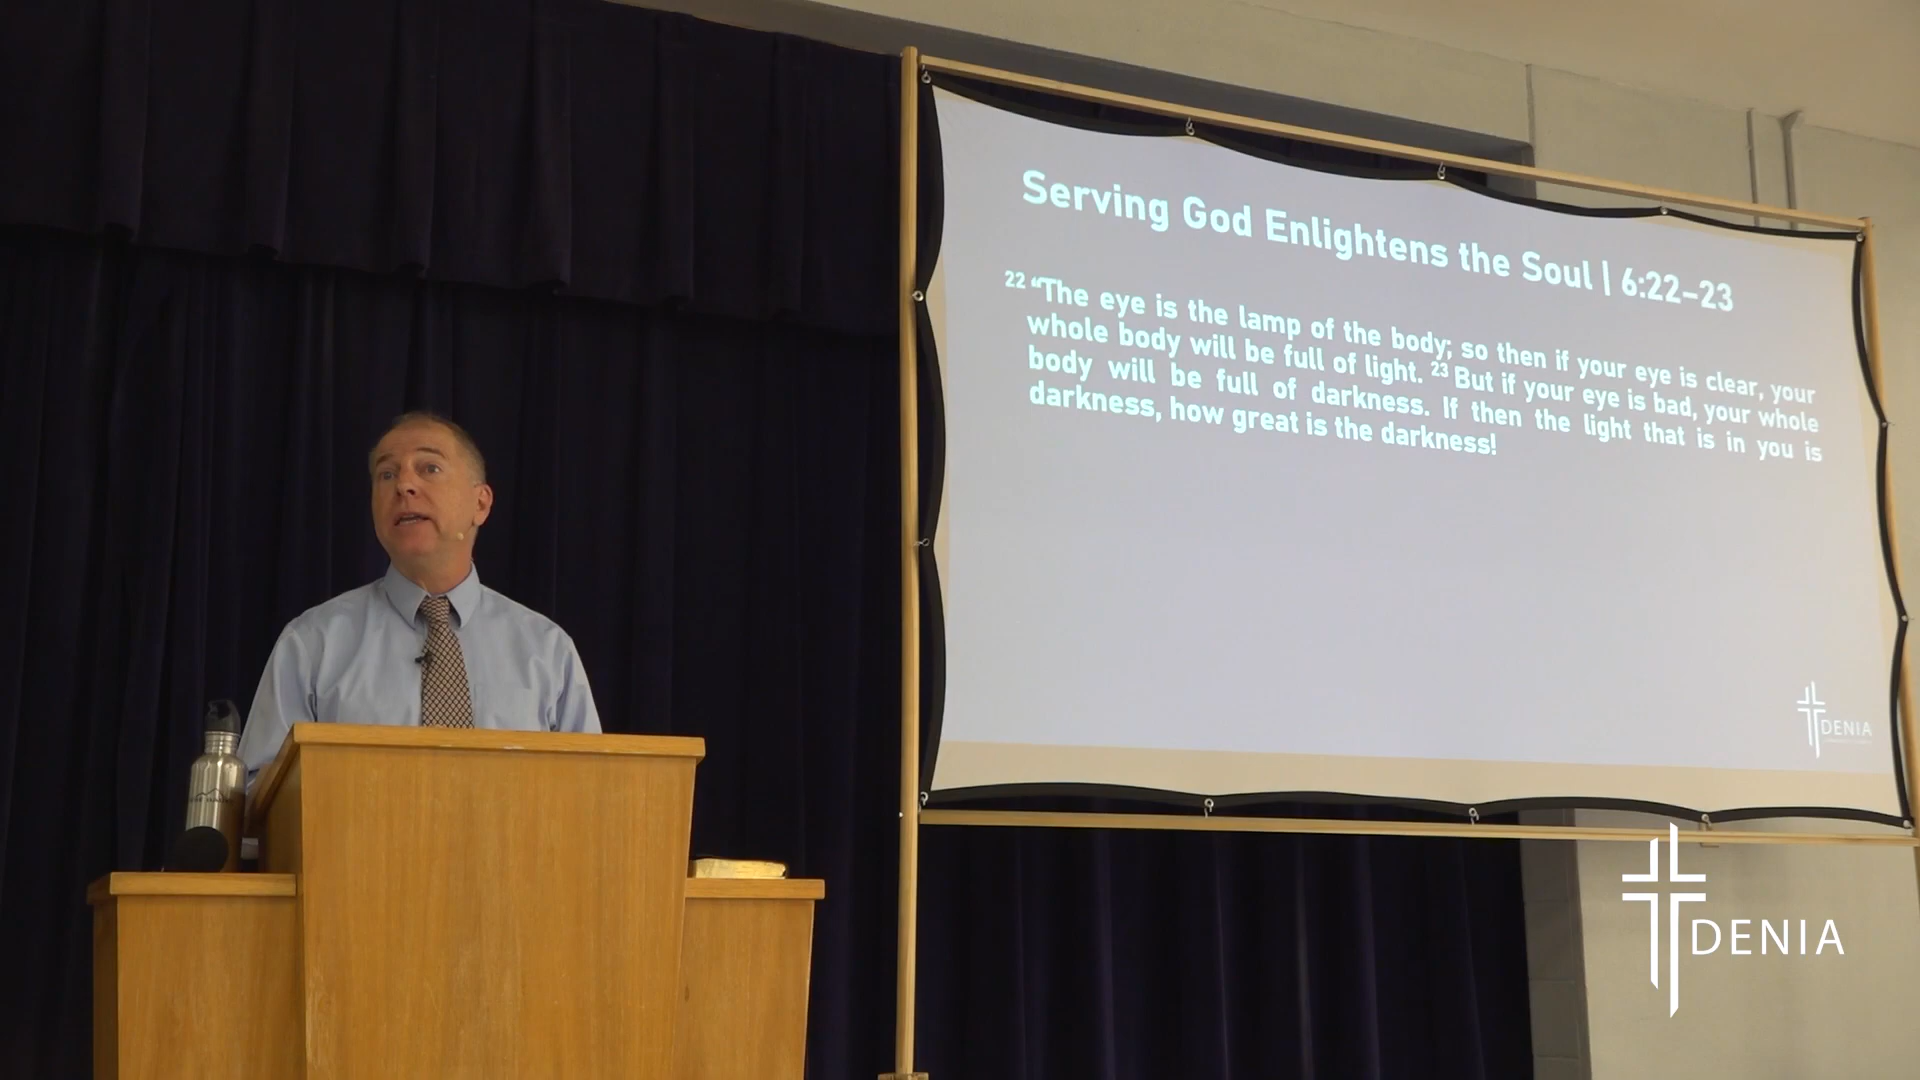 Serving God Enlightens the Soul | 6:22–23
22 “The eye is the lamp of the body; so then if your eye is clear, your
whole body will be full of light. 23 But if your eye is bad, your whole
body will be full of darkness. If then the light that is in you is
darkness, how great is the darkness!
DENIA
DENIA